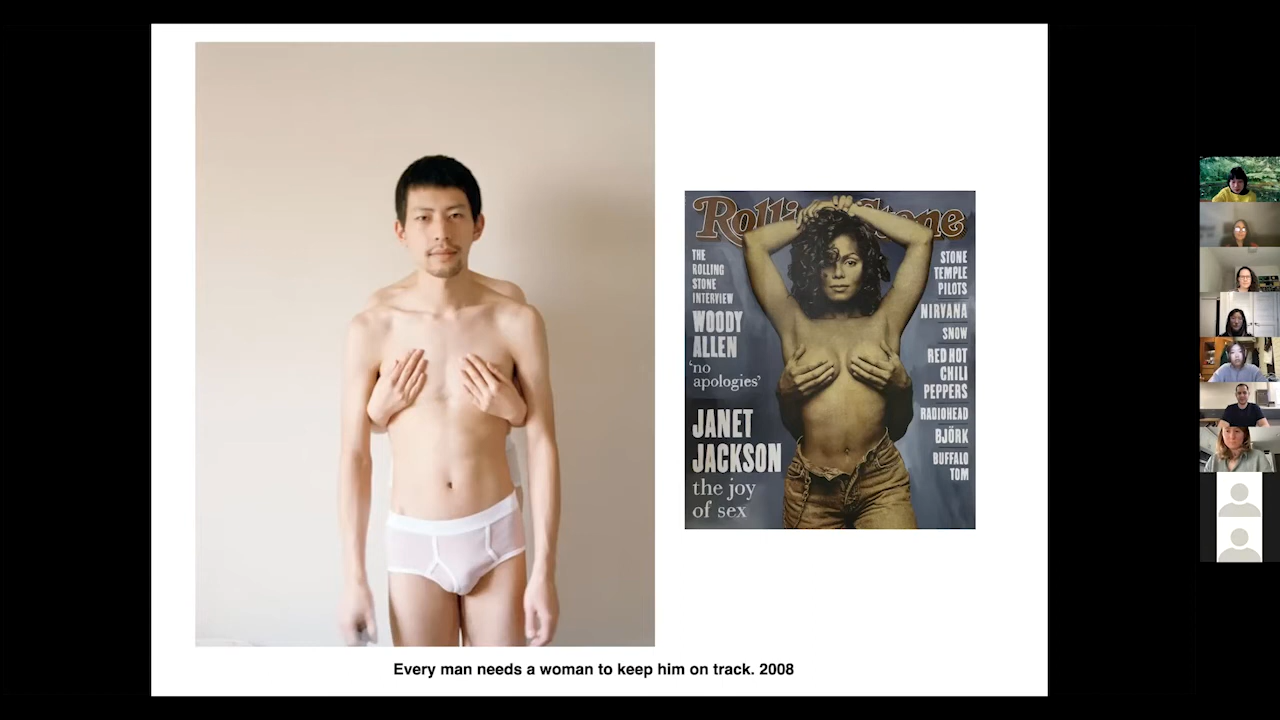 Rolling Stone
THE
ROLLING
STONE
INTERVIEW
WOODY
ALLEN
'no
apologies'
JANET
JACKSON
the joy
of sex
STONE
TEMPLE
PILOTS
NIRVANA
SNOW
RED HOT
CHILI
PEPPERS
RADIOHEAD
BJÖRK
BUFFALO
TOM
Every man needs a woman to keep him on track. 2008